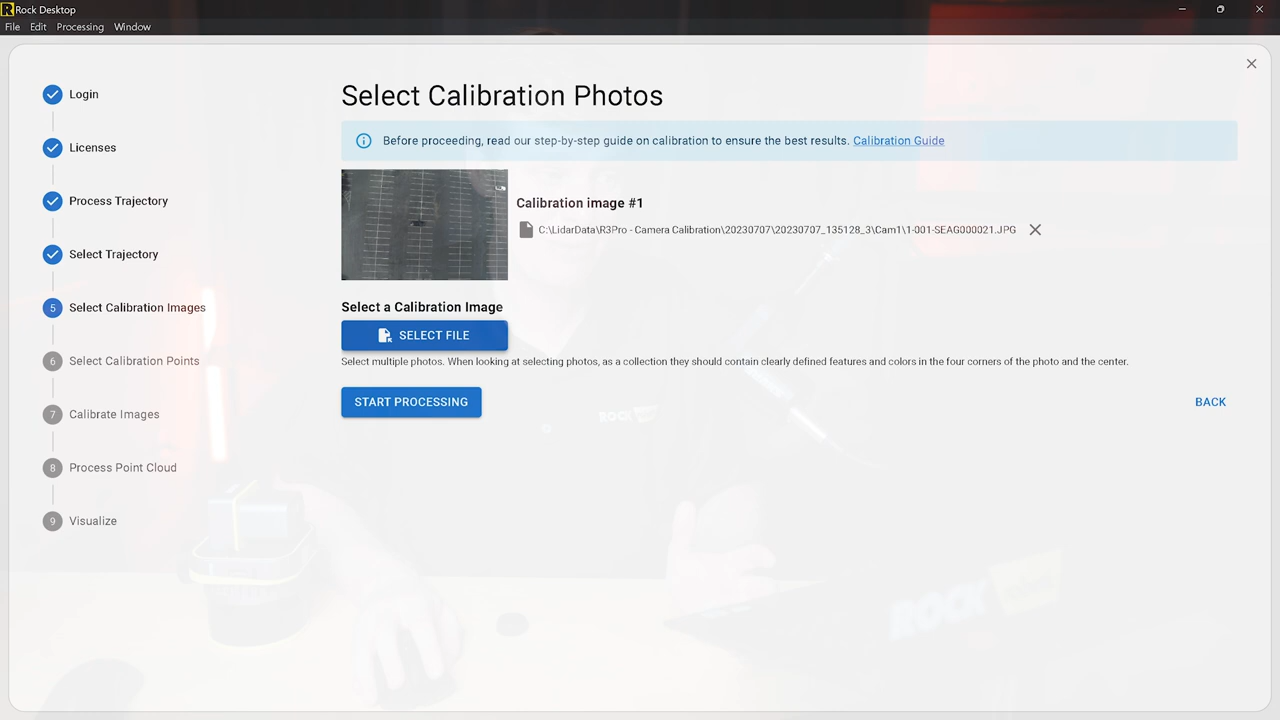 Rock Desktop
File Edit Processing Window
Login
Licenses
Process Trajectory
Select Trajectory
5 Select Calibration Images
6 Select Calibration Points
7 Calibrate Images
8 Process Point Cloud
9 Visualize
Select Calibration Photos
Before proceeding, read our step-by-step guide on calibration to ensure the best results. Calibration Guide
Calibration image #1
C:\LidarData\R3Pro - Camera Calibration\20230707\20230707_135128_3\Cam1\1-001-SEAG000021.JPG
Select a Calibration Image
SELECT FILE
Select multiple photos. When looking at selecting photos, as a collection they should contain clearly defined features and colors in the four corners of the photo and the center.
START PROCESSING
BACK
ROCK
ROCK